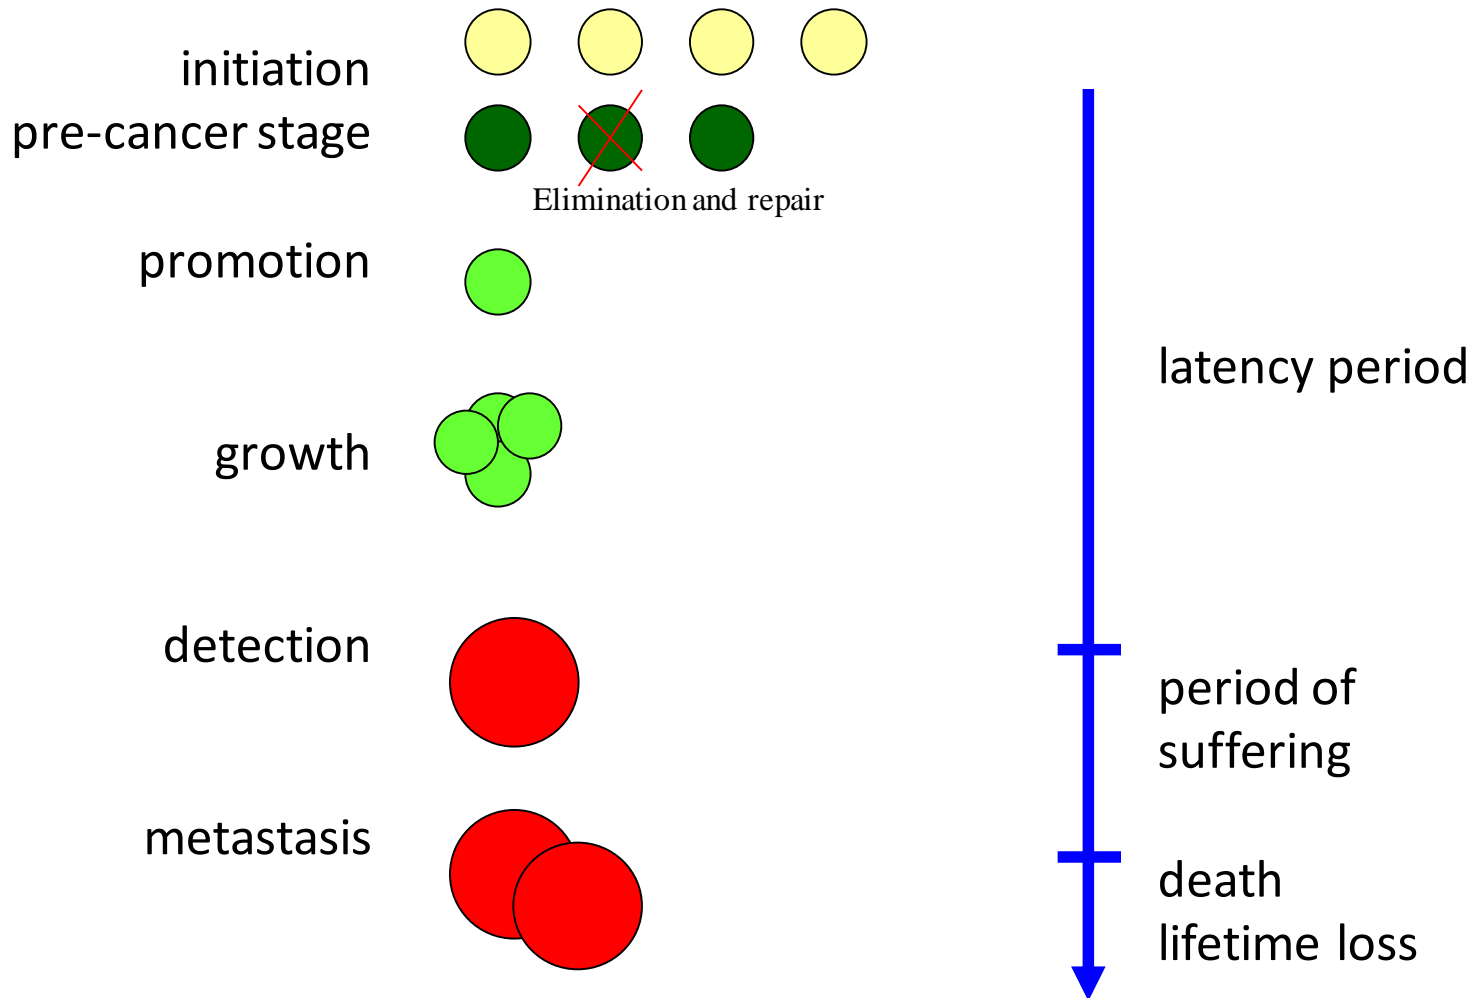 initiation
pre-cancer stage
Elimination and repair
promotion
growth
detection
metastasis
latency period
period of
suffering
death
lifetime loss